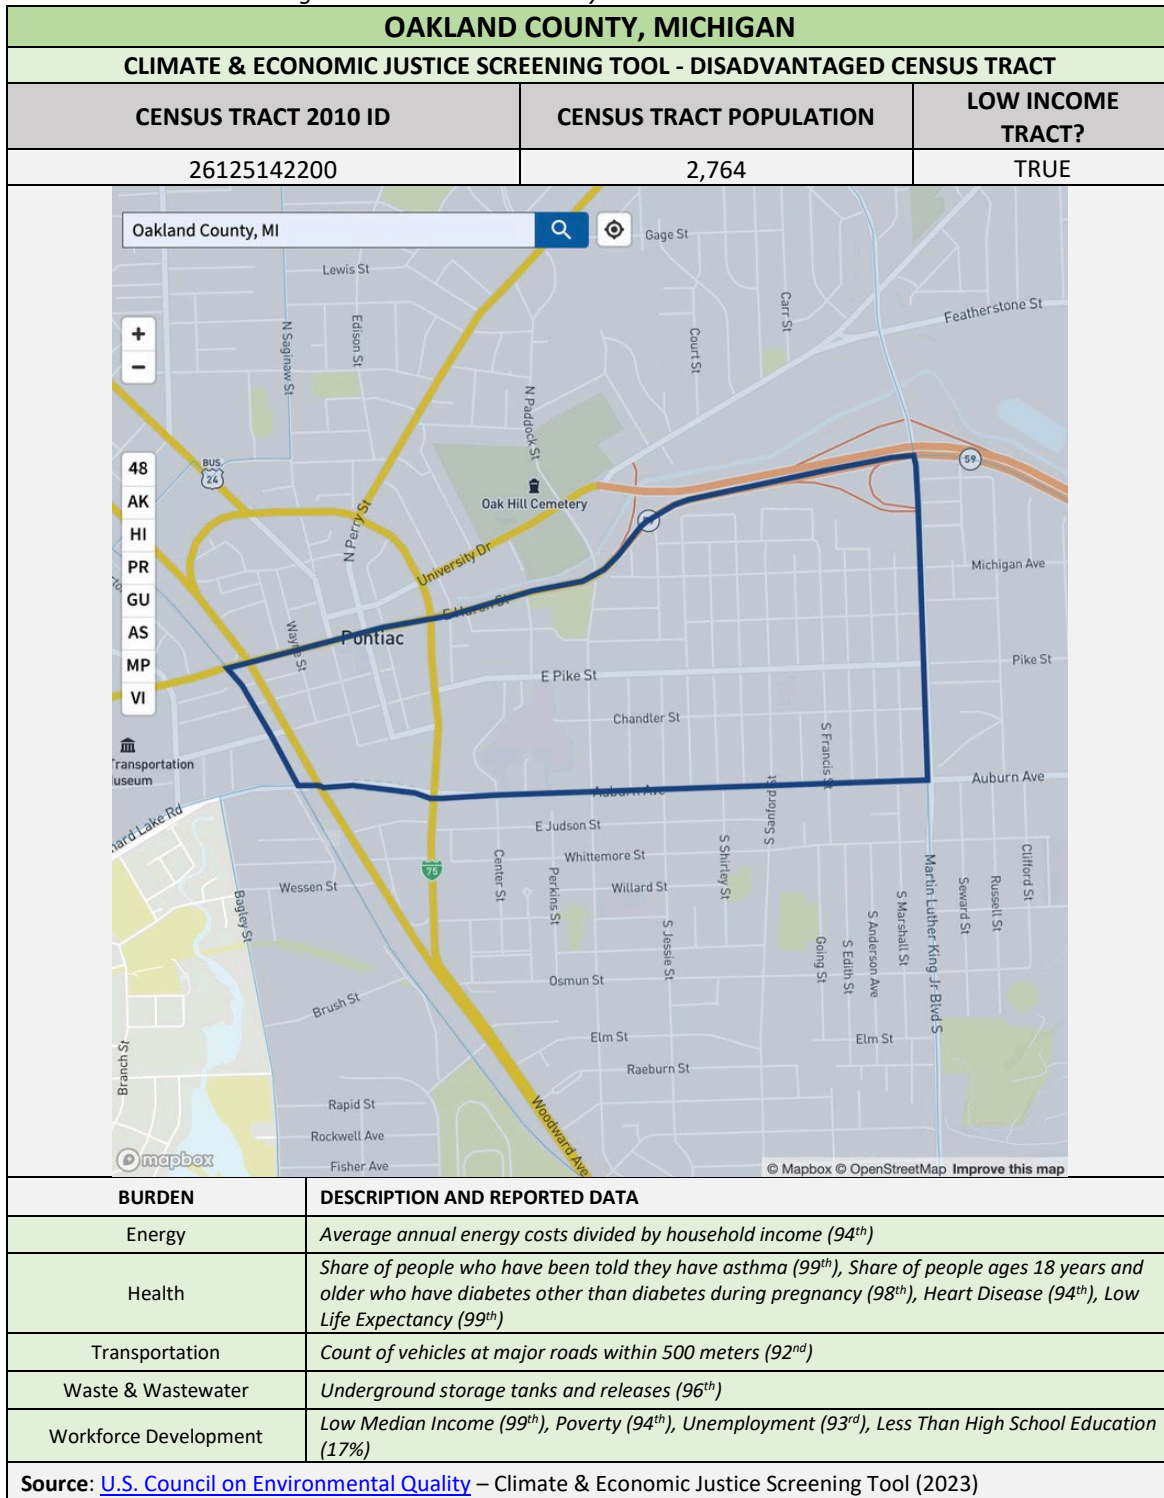 OAKLAND COUNTY, MICHIGAN
CLIMATE & ECONOMIC JUSTICE SCREENING TOOL - DISADVANTAGED CENSUS TRACT
CENSUS TRACT 2010 ID
CENSUS TRACT POPULATION
LOW INCOME
TRACT?
26125142200
2,764
TRUE
Oakland County, MI
Gage St
Lewis St
Carr St
Featherstone St
N Saginaw St
Edison St
Court St
+
−
N Paddock St
48
BUS.
24
59
AK
Oak Hill Cemetery
HI
N Perry St
PR
University Dr
Michigan Ave
GU
E Huron St
AS
Wayne St
Pontiac
MP
Pike St
E Pike St
VI
Chandler St
S Francis St
Transportation
Auburn Ave
Auburn Ave
S Sanford St
E Judson St
Whittemore St
S Shirley St
Clifford St
75
Center St
Martin Luther King Jr Blvd S
Wessen St
Perkins St
Willard St
Seward St
Russell St
Bagley St
S Marshall St
S Jessie St
S Anderson Ave
Going St
S Edith St
Osmun St
Brush St
Elm St
Elm St
Branch St
Raeburn St
Rapid St
Woodward Ave
Rockwell Ave
mapbox
Fisher Ave
© Mapbox © OpenStreetMap Improve this map
BURDEN
DESCRIPTION AND REPORTED DATA
Energy
Average annual energy costs divided by household income (94th)
Health
Share of people who have been told they have asthma (99th), Share of people ages 18 years and
older who have diabetes other than diabetes during pregnancy (98th), Heart Disease (94th), Low
Life Expectancy (99th)
Transportation
Count of vehicles at major roads within 500 meters (92nd)
Waste & Wastewater
Underground storage tanks and releases (96th)
Workforce Development
Low Median Income (99th), Poverty (94th), Unemployment (93rd), Less Than High School Education
(17%)
Source: U.S. Council on Environmental Quality – Climate & Economic Justice Screening Tool (2023)